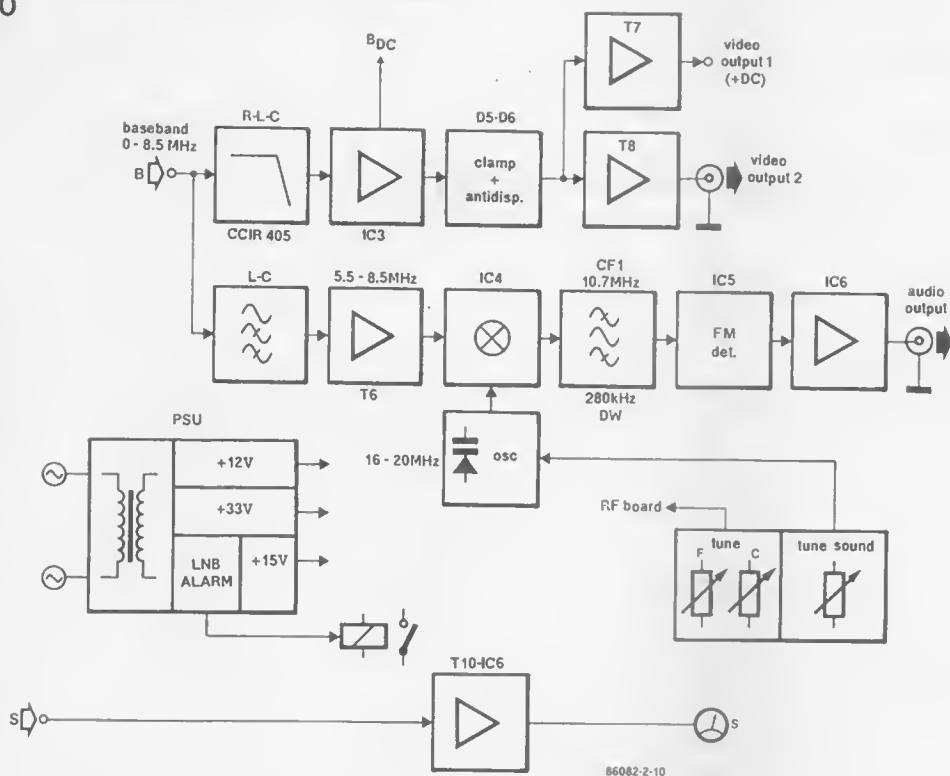 B DC
T7
video
output 1
(+DC)
baseband
0 - 8.5 MHz
B
R-L-C
CCIR 405
IC3
D5-D6
clamp
+
antidisp.
T8
video
output 2
L-C
5.5 - 8.5MHz
T6
IC4
CF1
10.7MHz
280kHz
DW
IC5
FM
det.
IC6
audio
output
16 - 20MHz
osc
PSU
+12V
+33V
LNB
ALARM
+15V
RF board
tune
F
C
tune sound
T10-IC6
S
S
86082-2-10